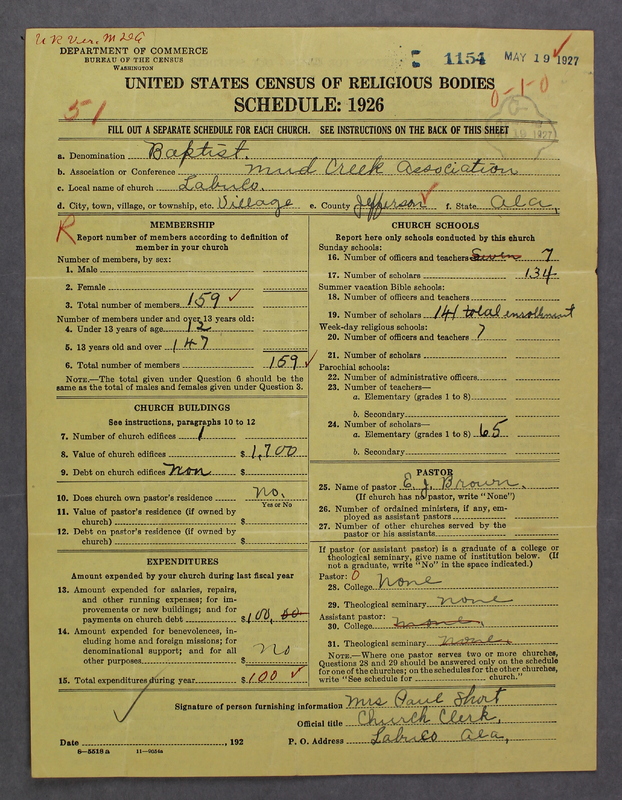 DEPARTMENT OF COMMERCE
BUREAU OF THE CENSUS
WASHINGTON
1154 MAY 19 1927
UNITED STATES CENSUS OF RELIGIOUS BODIES
SCHEDULE: 1926
51
0-1-0
FILL OUT A SEPARATE SCHEDULE FOR EACH CHURCH. SEE INSTRUCTIONS ON THE BACK OF THIS SHEET
a. Denomination Baptist.
b. Association or Conference Mud Creek Association
c. Local name of church Labuco.
d. City, town, village, or township, etc. Village e. County Jefferson f. State Ala
R
MEMBERSHIP
Report number of members according to definition of member in your church
Number of members, by sex:
1. Male
2. Female
3. Total number of members 159
Number of members under and over 13 years old:
4. Under 13 years of age 12
5. 13 years old and over 147
6. Total number of members 159
NOTE.—The total given under Question 6 should be
same as the total of males and females given under Question 3.
CHURCH BUILDINGS
See instructions, paragraphs 10 to 12
7. Number of church edifices 1
8. Value of church edifices $1,700
9. Debt on church edifices Non $
10. Does church own pastor's residence No.
Yes or No
11. Value of pastor's residence (if owned by
church) $
12. Debt on pastor's residence (if owned by
church) $
EXPENDITURES
Amount expended by your church during last fiscal year
13. Amount expended for salaries, repairs,
and other running expenses; for im-
provements or new buildings; and for
payments on church debt $100, 00
14. Amount expended for benevolences, in-
cluding home and foreign missions; for
denominational support; and for all
other purposes $ No
15. Total expenditures during year $100
CHURCH SCHOOLS
Report here only schools conducted by this church
Sunday schools:
16. Number of officers and teachers Seven 7
17. Number of scholars 134
Summer vacation Bible schools:
18. Number of officers and teachers
19. Number of scholars 141 total enrollment
Week-day religious schools:
20. Number of officers and teachers 7
21. Number of scholars
Parochial schools:
22. Number of administrative officers
23. Number of teachers—
a. Elementary (grades 1 to 8)
b. Secondary
24. Number of scholars—
a. Elementary (grades 1 to 8) 65
b. Secondary
PASTOR
25. Name of pastor E. J. Brown.
(If church has no pastor, write "None")
26. Number of ordained ministers, if any, em-
ployed as assistant pastors
27. Number of other churches served by the
pastor or his assistants
If pastor (or assistant pastor) is a graduate of a college or
theological seminary, give name of institution below. (If
not a graduate, write "No" in the space indicated.)
Pastor: 0
28. College none
29. Theological seminary none
Assistant pastor:
30. College none
31. Theological seminary none
NOTE.—Where one pastor serves two or more churches,
Questions 28 and 29 should be answered only on the schedule
for one of the churches; on the schedules for the other churches,
write "See schedule for church."
Signature of person furnishing information Mrs Paul Short
Official title Church Clerk,
Date , 192 P. O. Address Labuco Ala,
8-5518 a 11-9054a